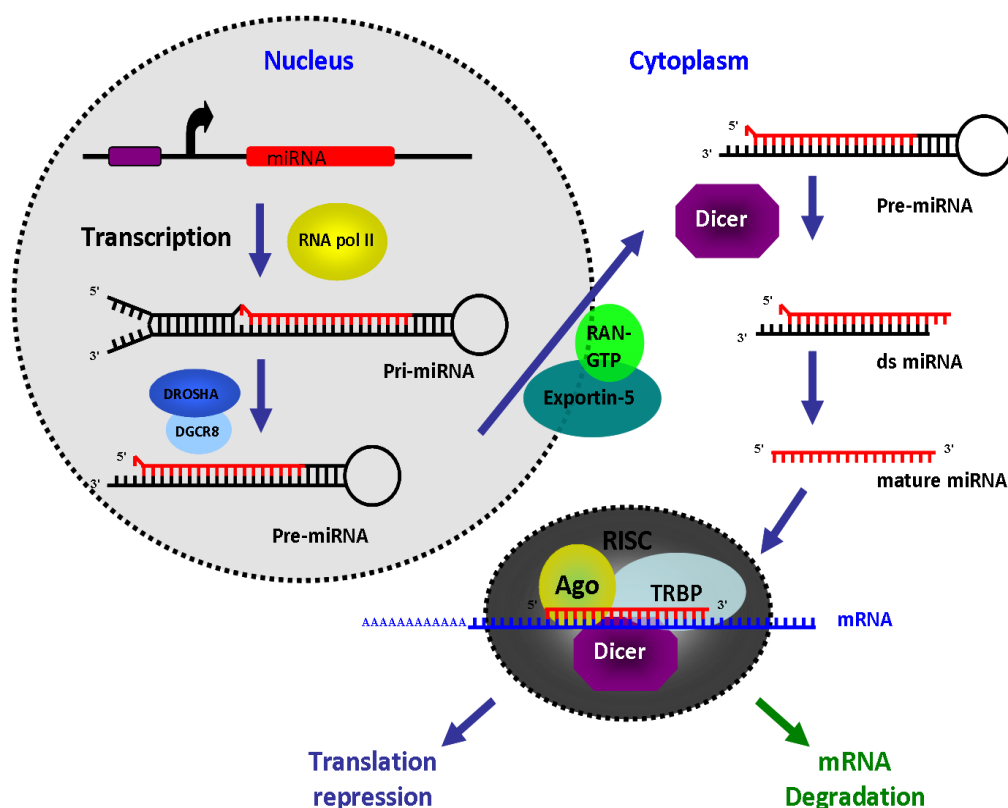 Nucleus
Cytoplasm
miRNA
Transcription
RNA pol II
5'
3'
Pri-miRNA
DROSHA
DGCR8
5'
3'
Pre-miRNA
RAN-
GTP
Exportin-5
5'
3'
Pre-miRNA
Dicer
5'
3'
ds miRNA
5'
3'
mature miRNA
RISC
Ago
TRBP
5'
3'
AAAAAAAAAAAA
mRNA
Dicer
Translation
repression
mRNA
Degradation